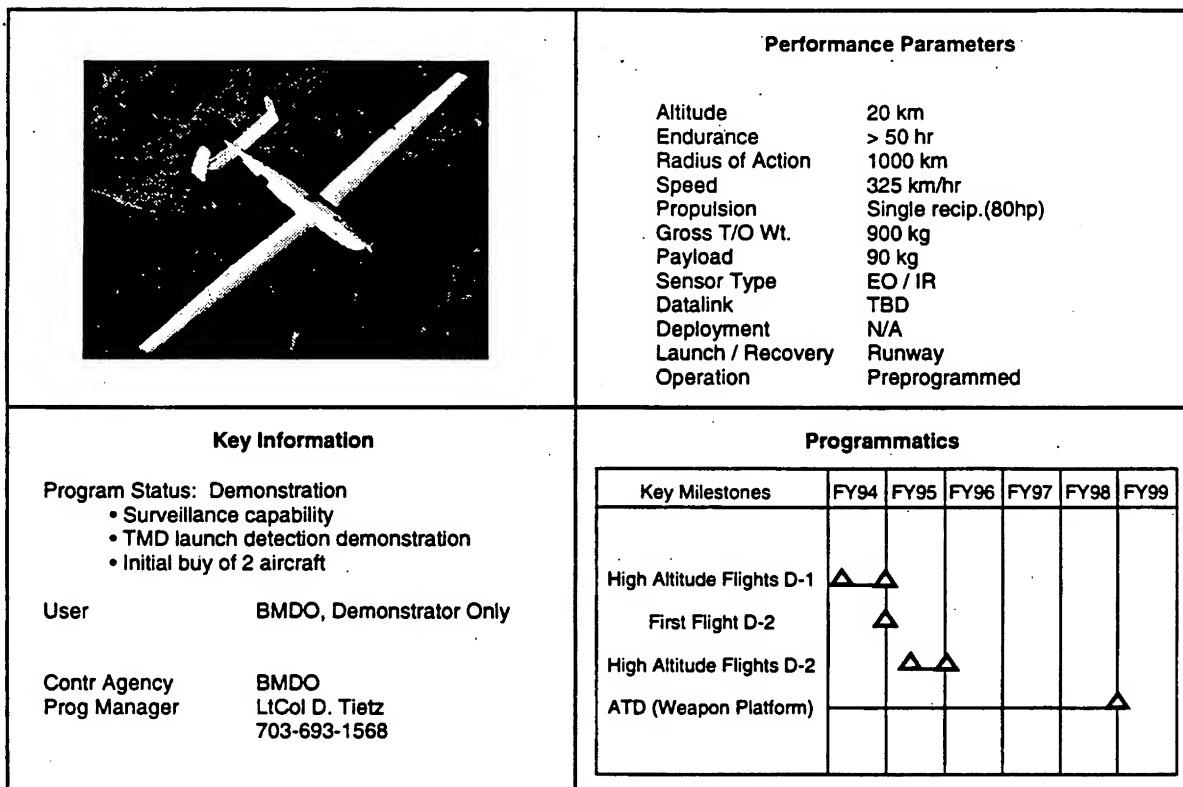 Performance Parameters
Altitude 20 km
Endurance > 50 hr
Radius of Action 1000 km
Speed 325 km/hr
Propulsion Single recip.(80hp)
Gross T/O Wt. 900 kg
Payload 90 kg
Sensor Type EO / IR
Datalink TBD
Deployment N/A
Launch / Recovery Runway
Operation Preprogrammed
Key Information
Program Status: Demonstration
• Surveillance capability
• TMD launch detection demonstration
• Initial buy of 2 aircraft
User BMDO, Demonstrator Only
Contr Agency BMDO
Prog Manager LtCol D. Tietz
703-693-1568
Programmatics
Key Milestones FY94 FY95 FY96 FY97 FY98 FY99
High Altitude Flights D-1
First Flight D-2
High Altitude Flights D-2
ATD (Weapon Platform)